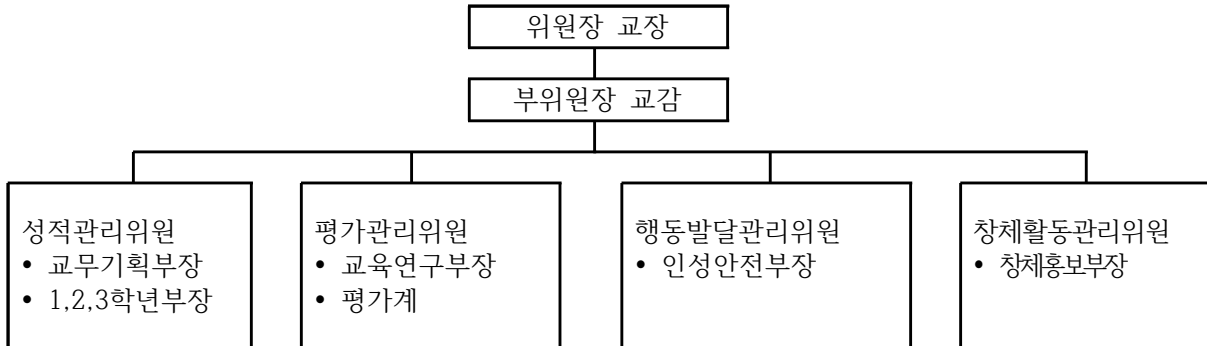 위원장 교장
부위원장 교감
성적관리위원
• 교무기획부장
• 1,2,3학년부장
평가관리위원
• 교육연구부장
• 평가계
행동발달관리위원
• 인성안전부장
창체활동관리위원
• 창체홍보부장